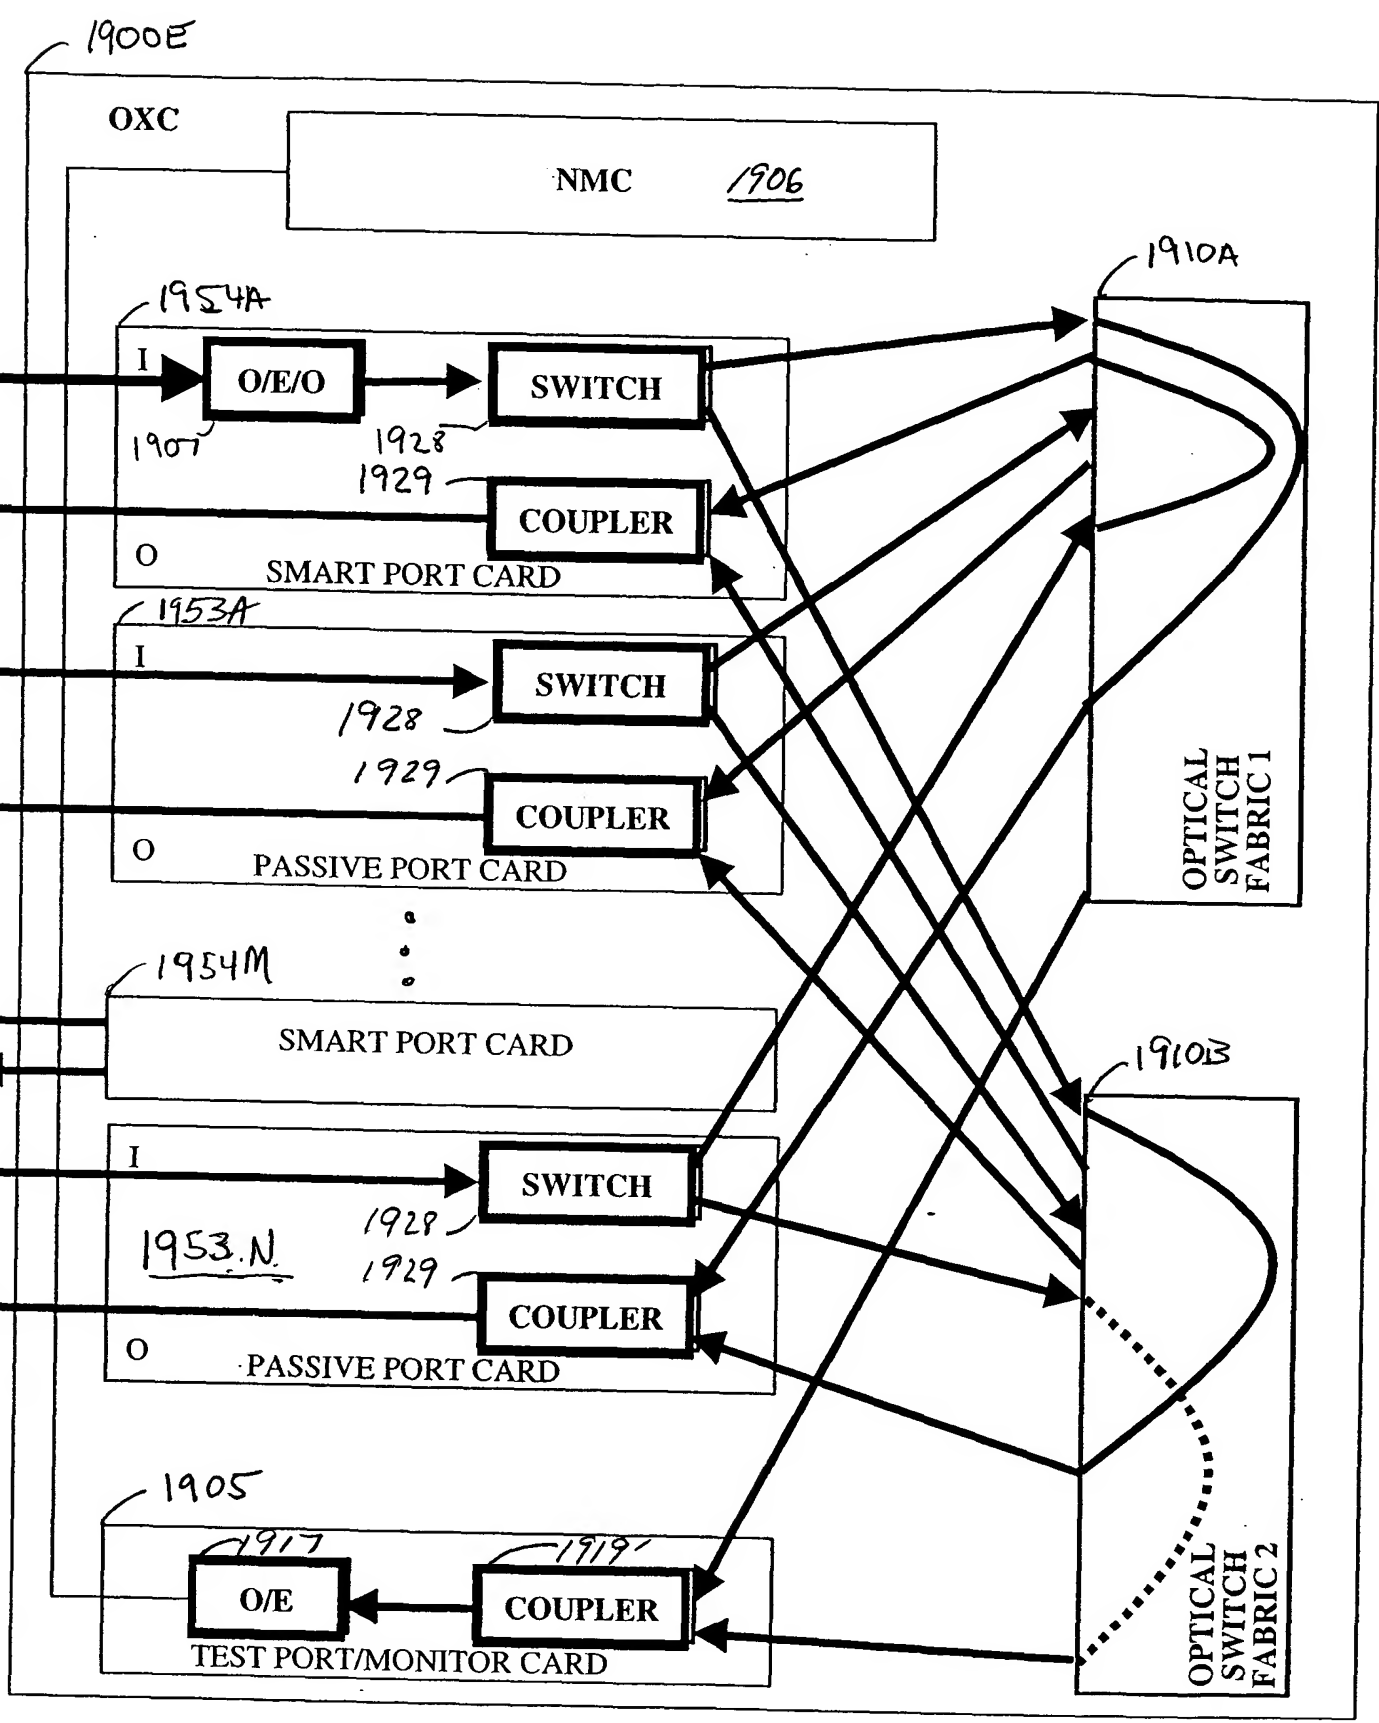 1900E
OXC
NMC 1906
1910A
1954A
I
O/E/O
SWITCH
1907
1928
1929
COUPLER
O
SMART PORT CARD
1953A
I
SWITCH
1928
1929
COUPLER
O
PASSIVE PORT CARD
OPTICAL
SWITCH
FABRIC 1
1954M
SMART PORT CARD
1910B
I
SWITCH
1928
1953.N.
1929
COUPLER
O
PASSIVE PORT CARD
1905
1917
1919'
O/E
COUPLER
TEST PORT/MONITOR CARD
OPTICAL
SWITCH
FABRIC 2